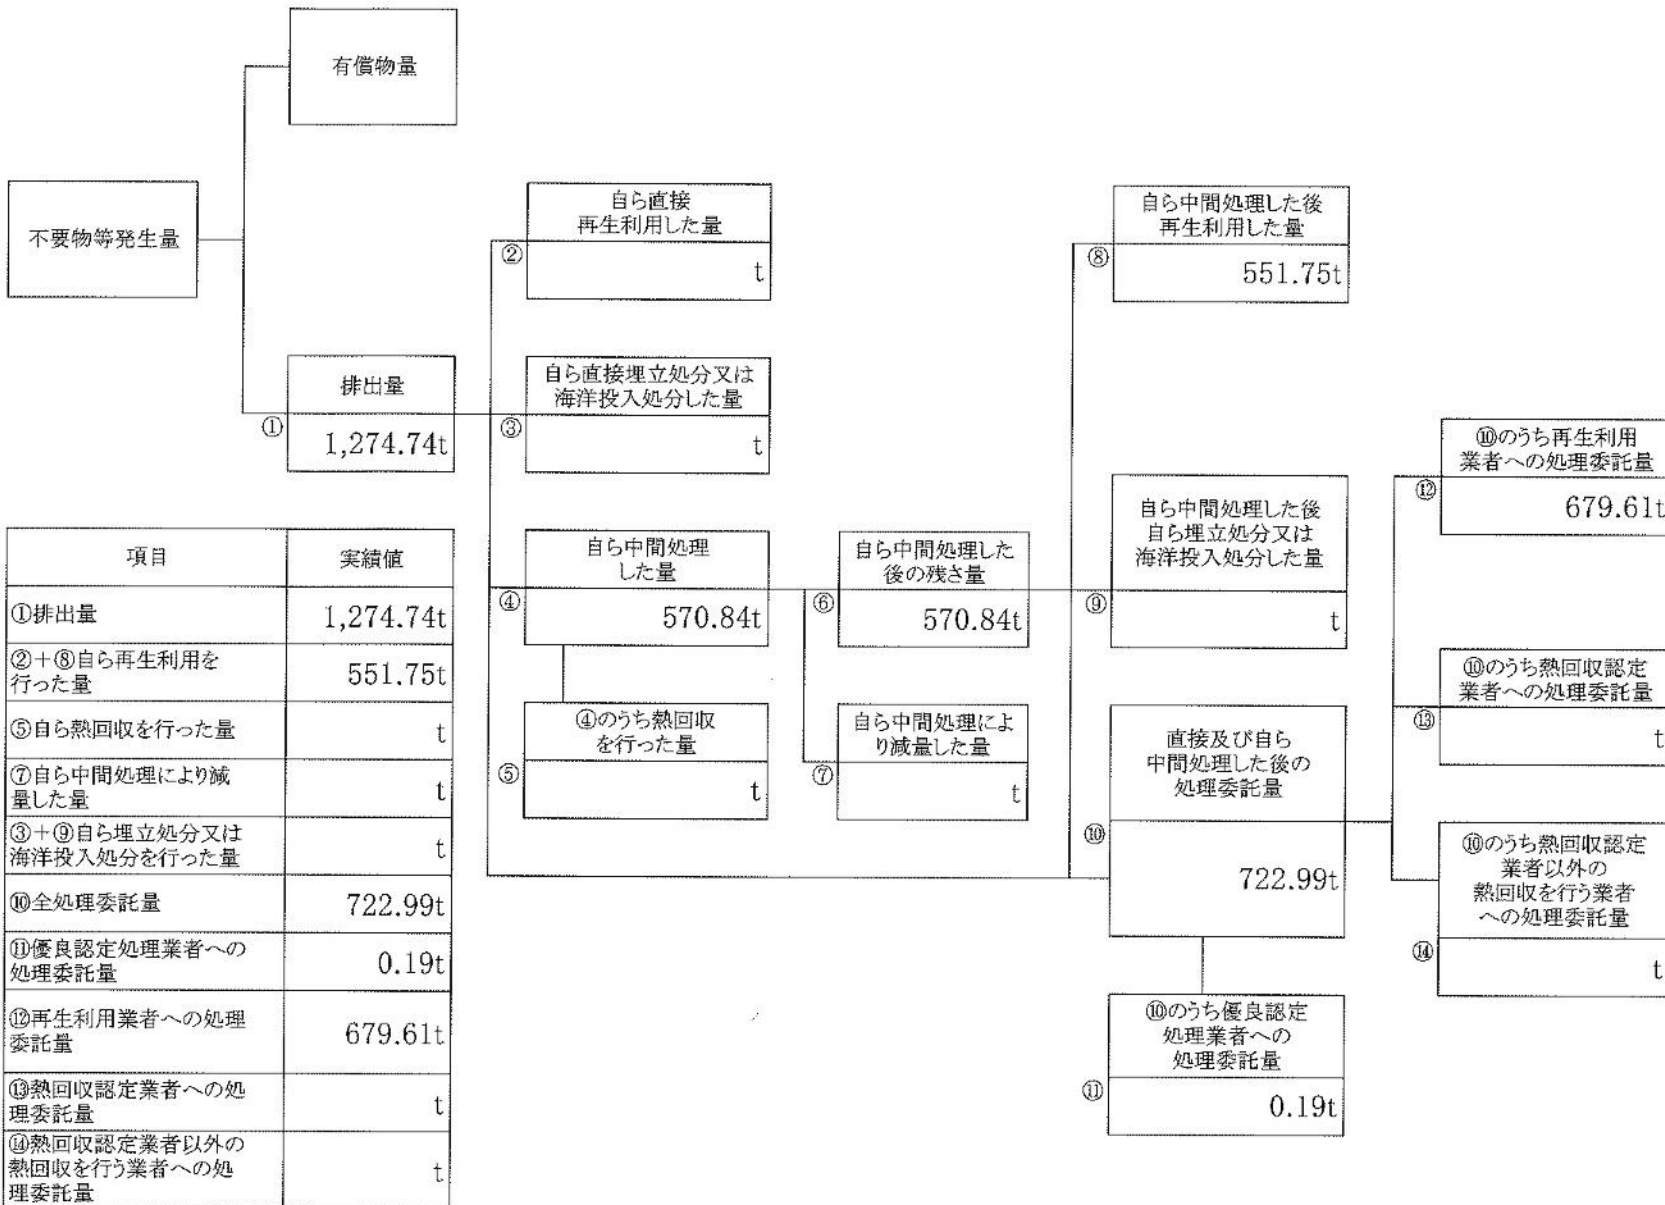 有償物量
不要物等発生量
排出量
①
1,274.74t
自ら直接
再生利用した量
②
t
自ら直接埋立処分又は
海洋投入処分した量
③
t
自ら中間処理
した量
④
570.84t
④のうち熱回収
を行った量
⑤
t
自ら中間処理した
後の残さ量
⑥
570.84t
自ら中間処理によ
り減量した量
⑦
t
自ら中間処理した後
再生利用した量
⑧
551.75t
自ら中間処理した後
自ら埋立処分又は
海洋投入処分した量
⑨
t
直接及び自ら
中間処理した後の
処理委託量
⑩
722.99t
⑩のうち優良認定
処理業者への
処理委託量
⑪
0.19t
⑩のうち再生利用
業者への処理委託量
⑫
679.61t
⑩のうち熱回収認定
業者への処理委託量
⑬
t
⑩のうち熱回収認定
業者以外の
熱回収を行う業者
への処理委託量
⑭
t
項目 実績値
①排出量 1,274.74t
②+⑧自ら再生利用を
行った量 551.75t
⑤自ら熱回収を行った量 t
⑦自ら中間処理により減
量した量 t
③+⑨自ら埋立処分又は
海洋投入処分を行った量 t
⑩全処理委託量 722.99t
⑪優良認定処理業者への
処理委託量 0.19t
⑫再生利用業者への処理
委託量 679.61t
⑬熱回収認定業者への処
理委託量 t
⑭熱回収認定業者以外の
熱回収を行う業者への処
理委託量 t